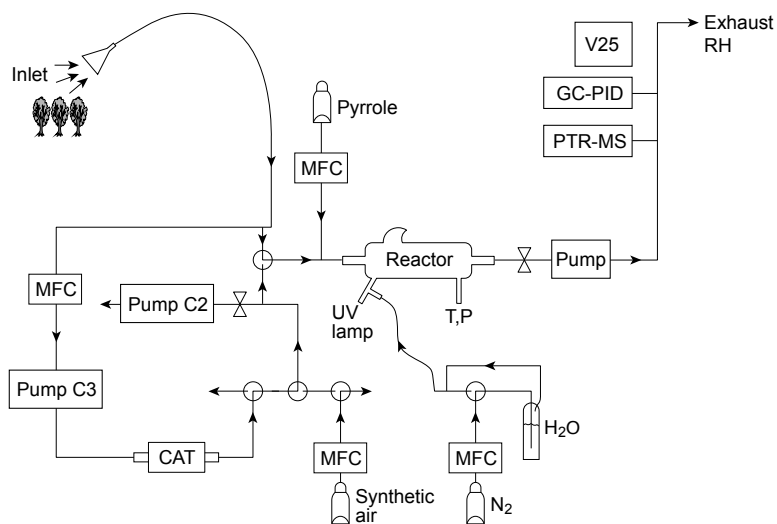 Exhaust
RH
V25
Inlet
GC-PID
Pyrrole
PTR-MS
MFC
Reactor
Pump
MFC
Pump C2
UV
lamp
T,P
Pump C3
H₂O
CAT
MFC
MFC
Synthetic
air
N₂